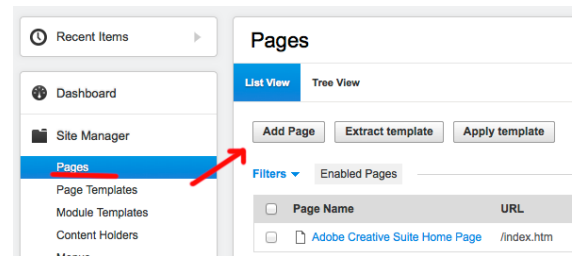 Recent Items
Dashboard
Site Manager
Pages
Page Templates
Module Templates
Content Holders
Menus
Pages
List View Tree View
Add Page Extract template Apply template
Filters Enabled Pages
Page Name URL
Adobe Creative Suite Home Page /index.htm